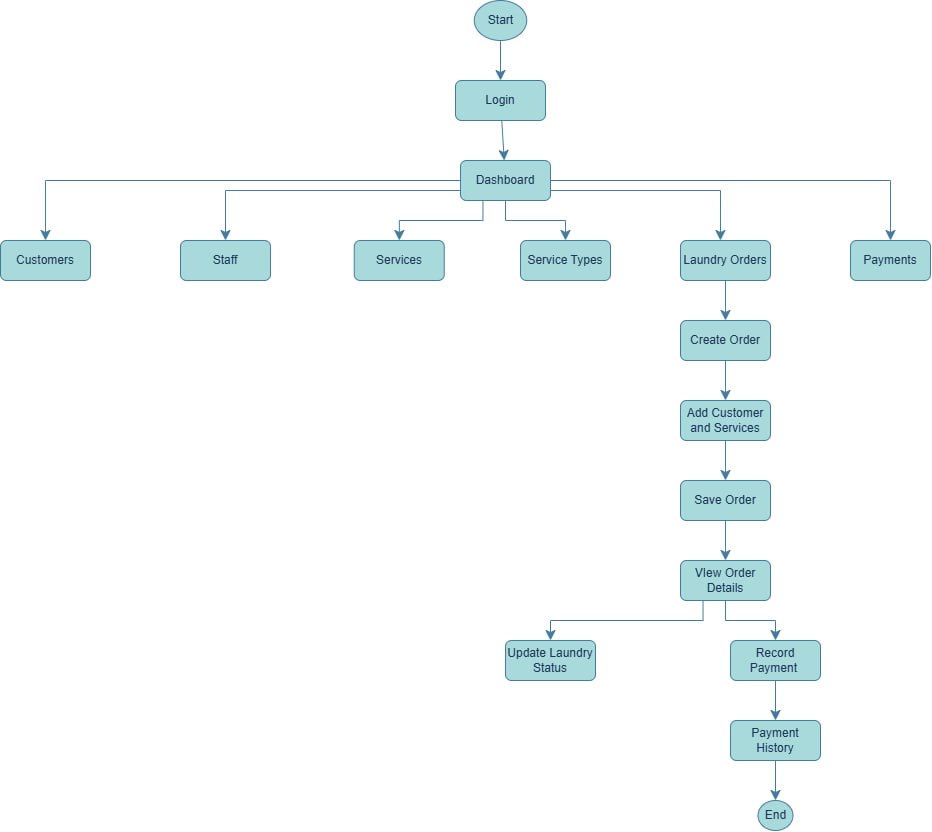 Start
Login
Dashboard
Customers
Staff
Services
Service Types
Laundry Orders
Payments
Create Order
Add Customer
and Services
Save Order
VIew Order
Details
Update Laundry
Status
Record
Payment
Payment
History
End